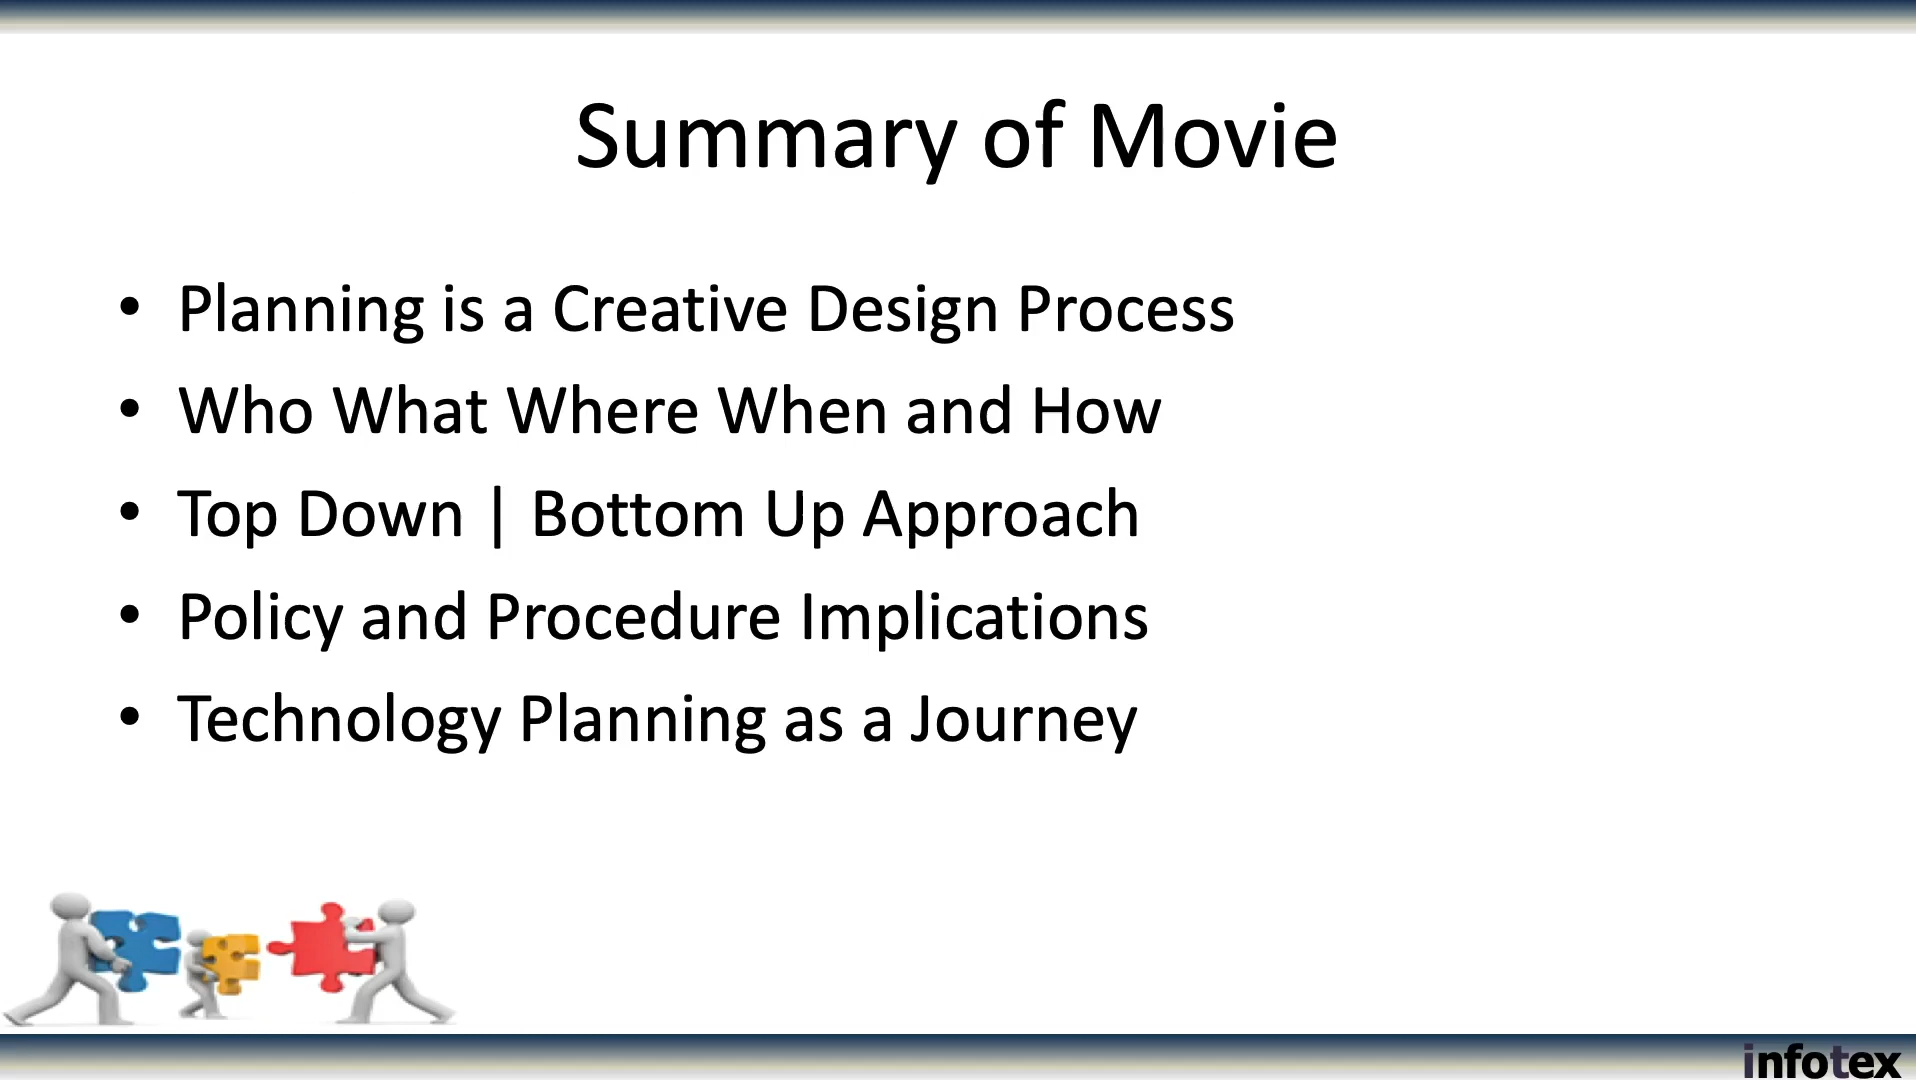 Summary of Movie
• Planning is a Creative Design Process
• Who What Where When and How
• Top Down | Bottom Up Approach
• Policy and Procedure Implications
• Technology Planning as a Journey
infotex